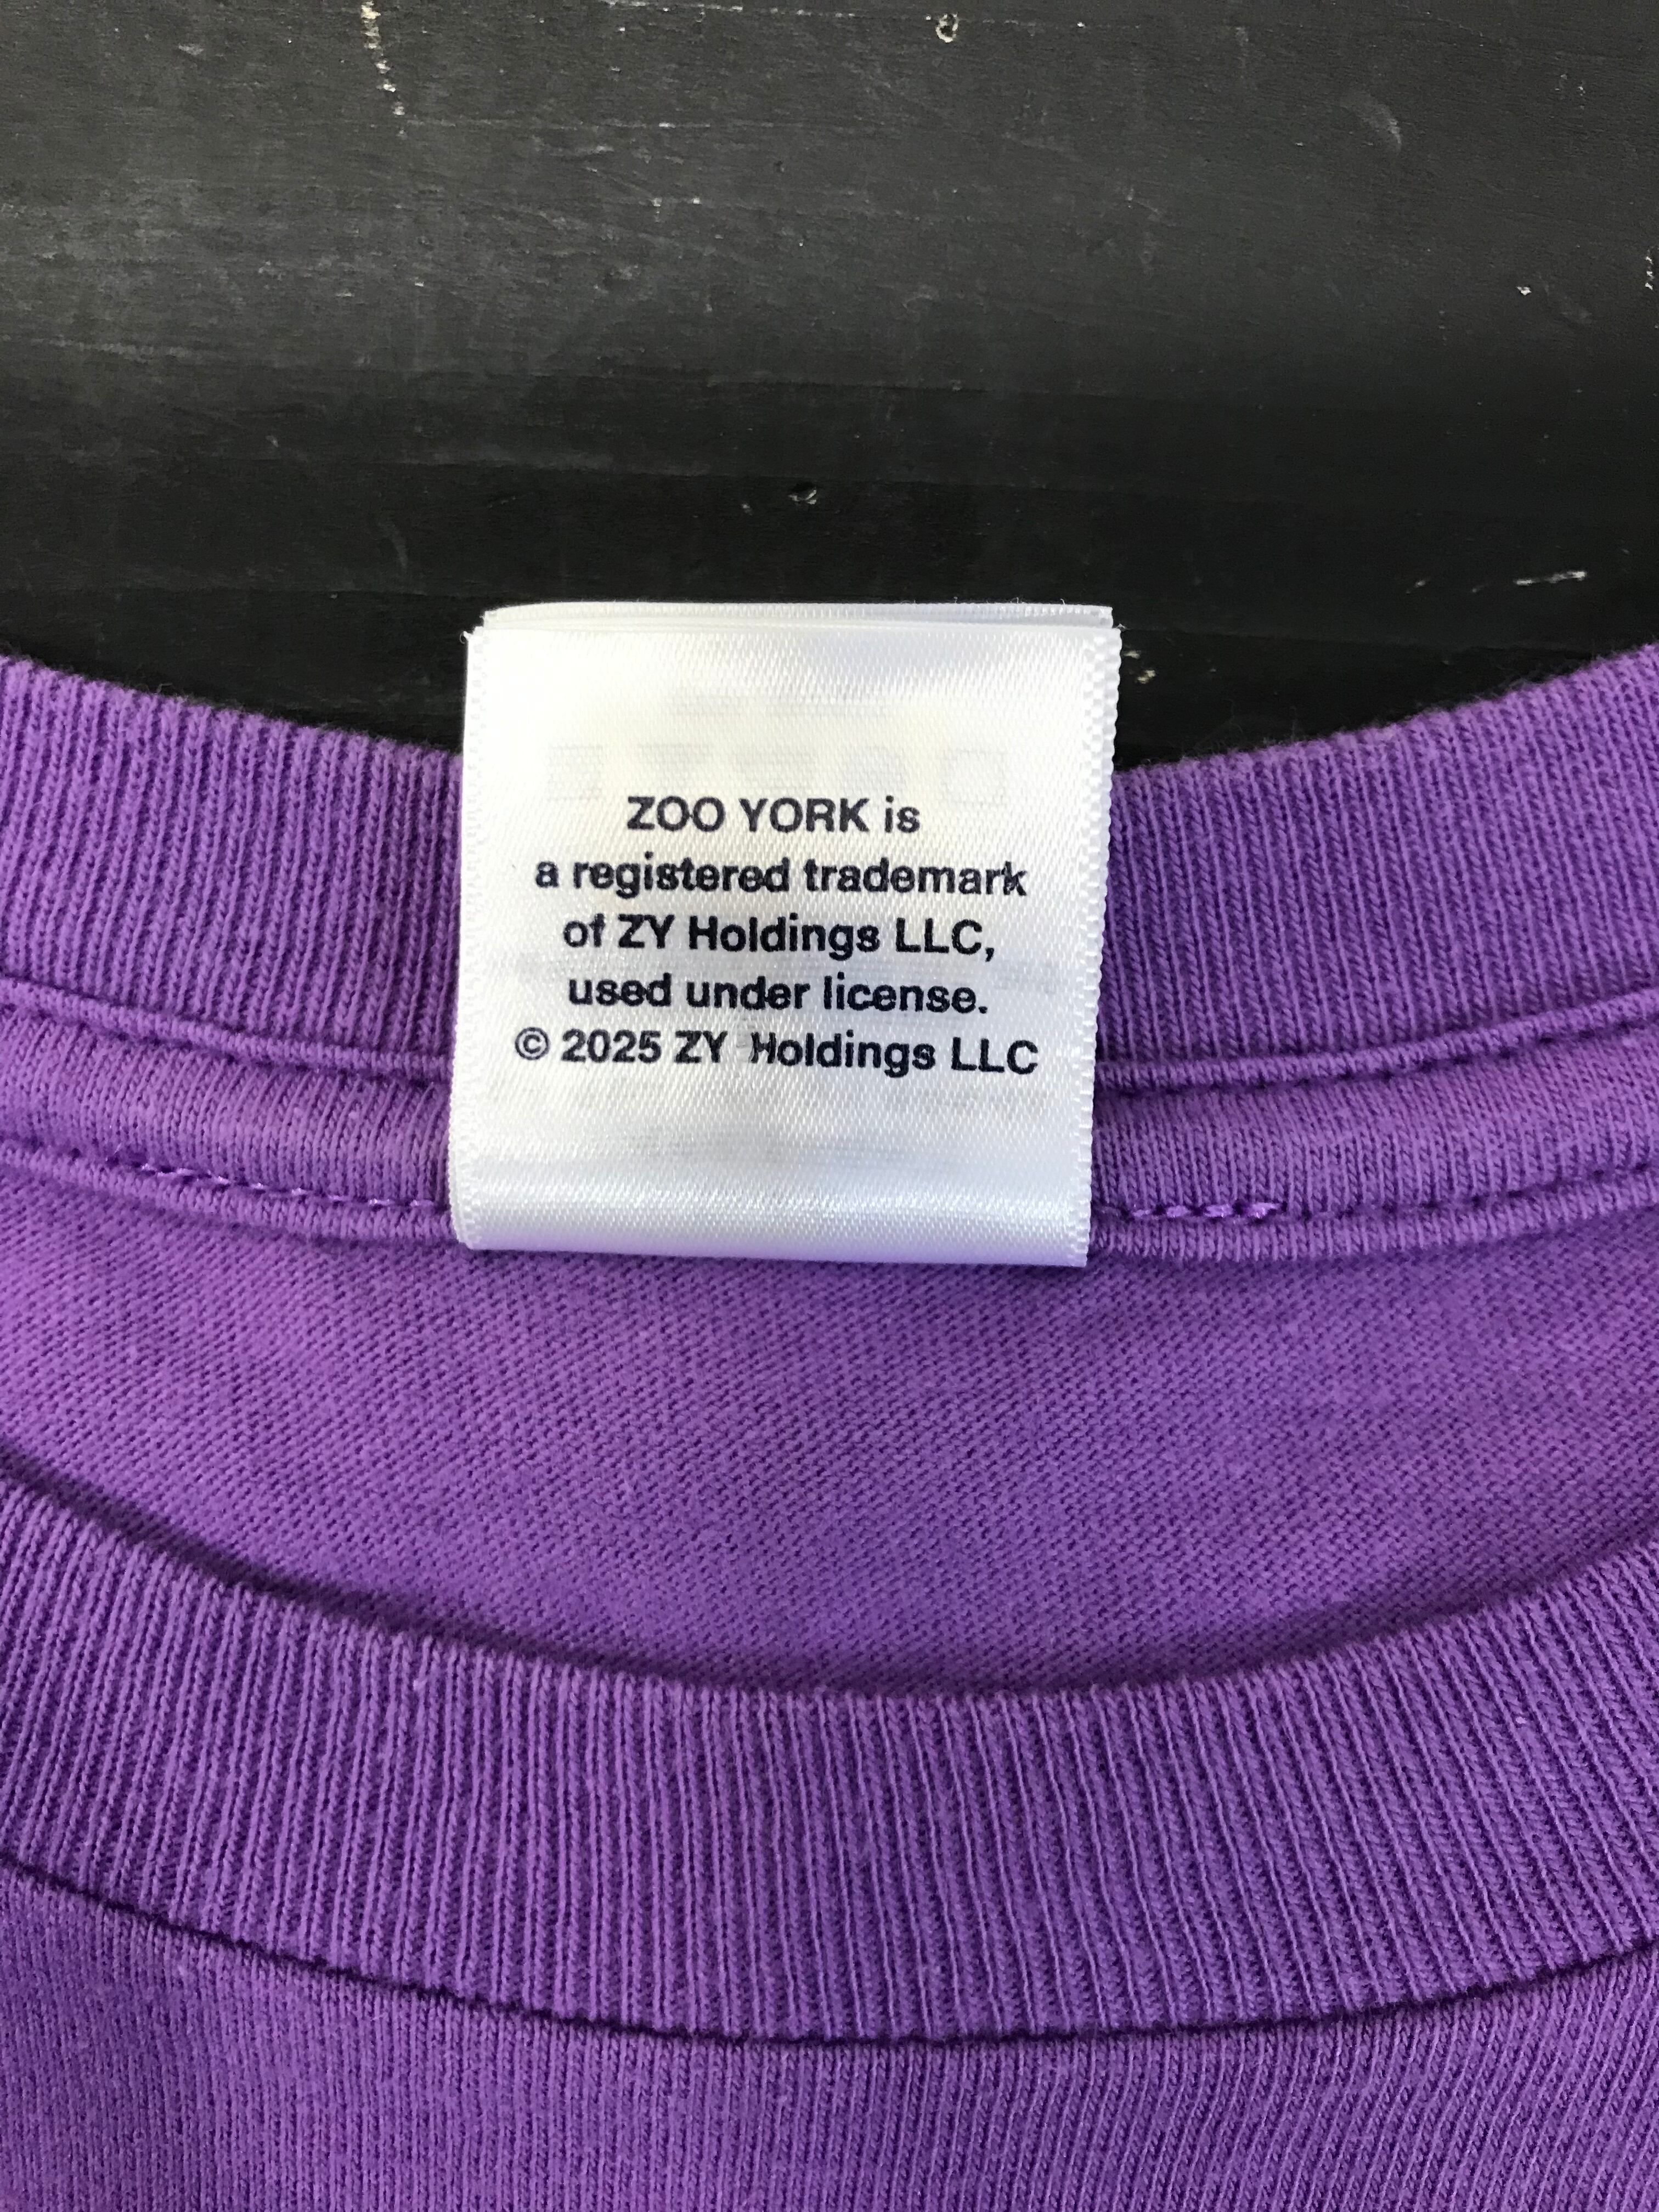 ZOO YORK is
a registered trademark
of ZY Holdings LLC,
used under license.
© 2025 ZY Holdings LLC